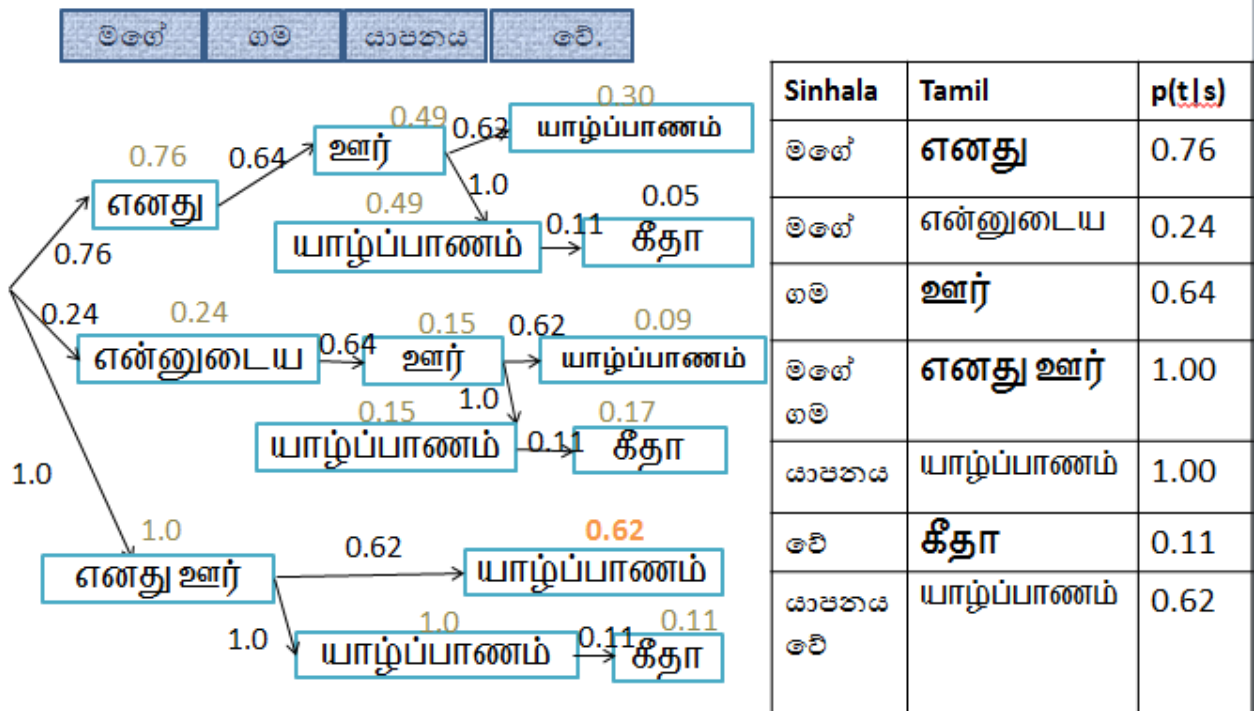 මගේ ගම යාපනය වේ.
0.30
0.49 0.62 யாழ்ப்பாணம்
0.76 0.64 ஊர்
எனது 0.49 1.0 0.05
0.76 யாழ்ப்பாணம் 0.11 கீதா
0.24 0.24 0.15 0.62 0.09
என்னுடைய 0.64 ஊர் யாழ்ப்பாணம்
0.15 1.0 0.17
யாழ்ப்பாணம் 0.11 கீதா
1.0
1.0 0.62 0.62
எனது ஊர் யாழ்ப்பாணம்
1.0 1.0 0.11 0.11
யாழ்ப்பாணம் கீதா
Sinhala Tamil p(t|s)
මගේ எனது 0.76
මගේ என்னுடைய 0.24
ගම ஊர் 0.64
මගේ எனது ஊர் 1.00
ගම
යාපනය யாழ்ப்பாணம் 1.00
වේ கீதா 0.11
යාපනය யாழ்ப்பாணம் 0.62
වේ